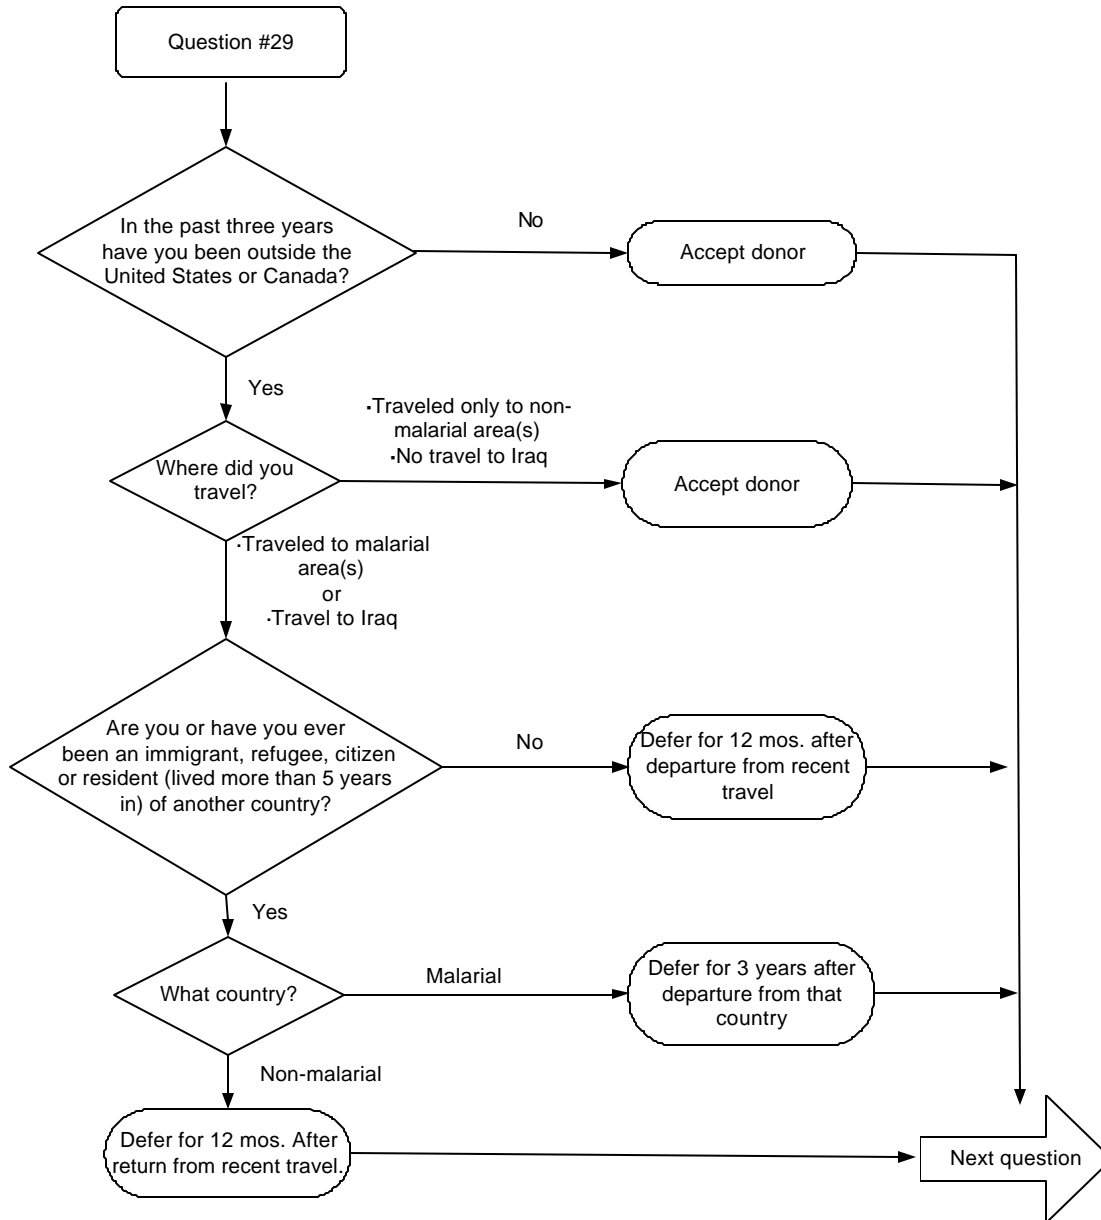 Question #29
In the past three years
have you been outside the
United States or Canada?
No
Accept donor
Yes
·Traveled only to non-
malarial area(s)
·No travel to Iraq
Where did you
travel?
Accept donor
·Traveled to malarial
area(s)
or
·Travel to Iraq
Are you or have you ever
been an immigrant, refugee, citizen
or resident (lived more than 5 years
in) of another country?
No
Defer for 12 mos. after
departure from recent
travel
Yes
What country?
Malarial
Defer for 3 years after
departure from that
country
Non-malarial
Defer for 12 mos. After
return from recent travel.
Next question